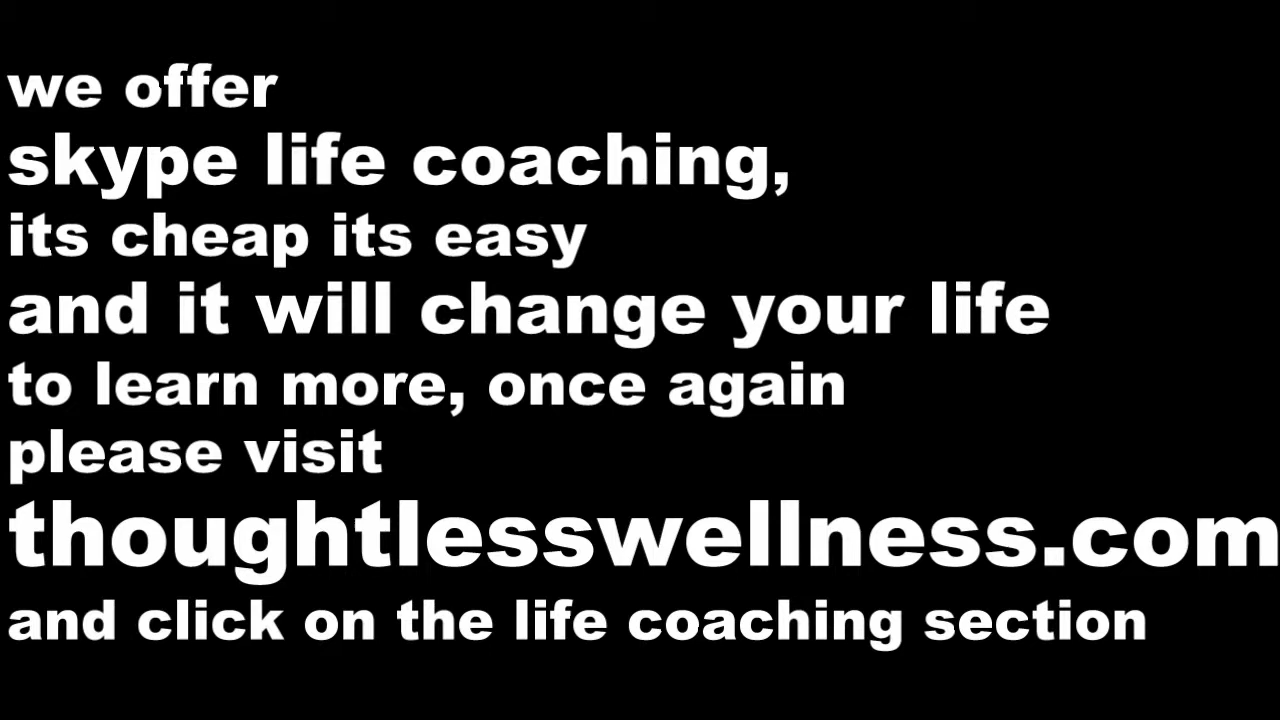 we offer
skype life coaching,
its cheap its easy
and it will change your life
to learn more, once again
please visit
thoughtlesswellness.com
and click on the life coaching section